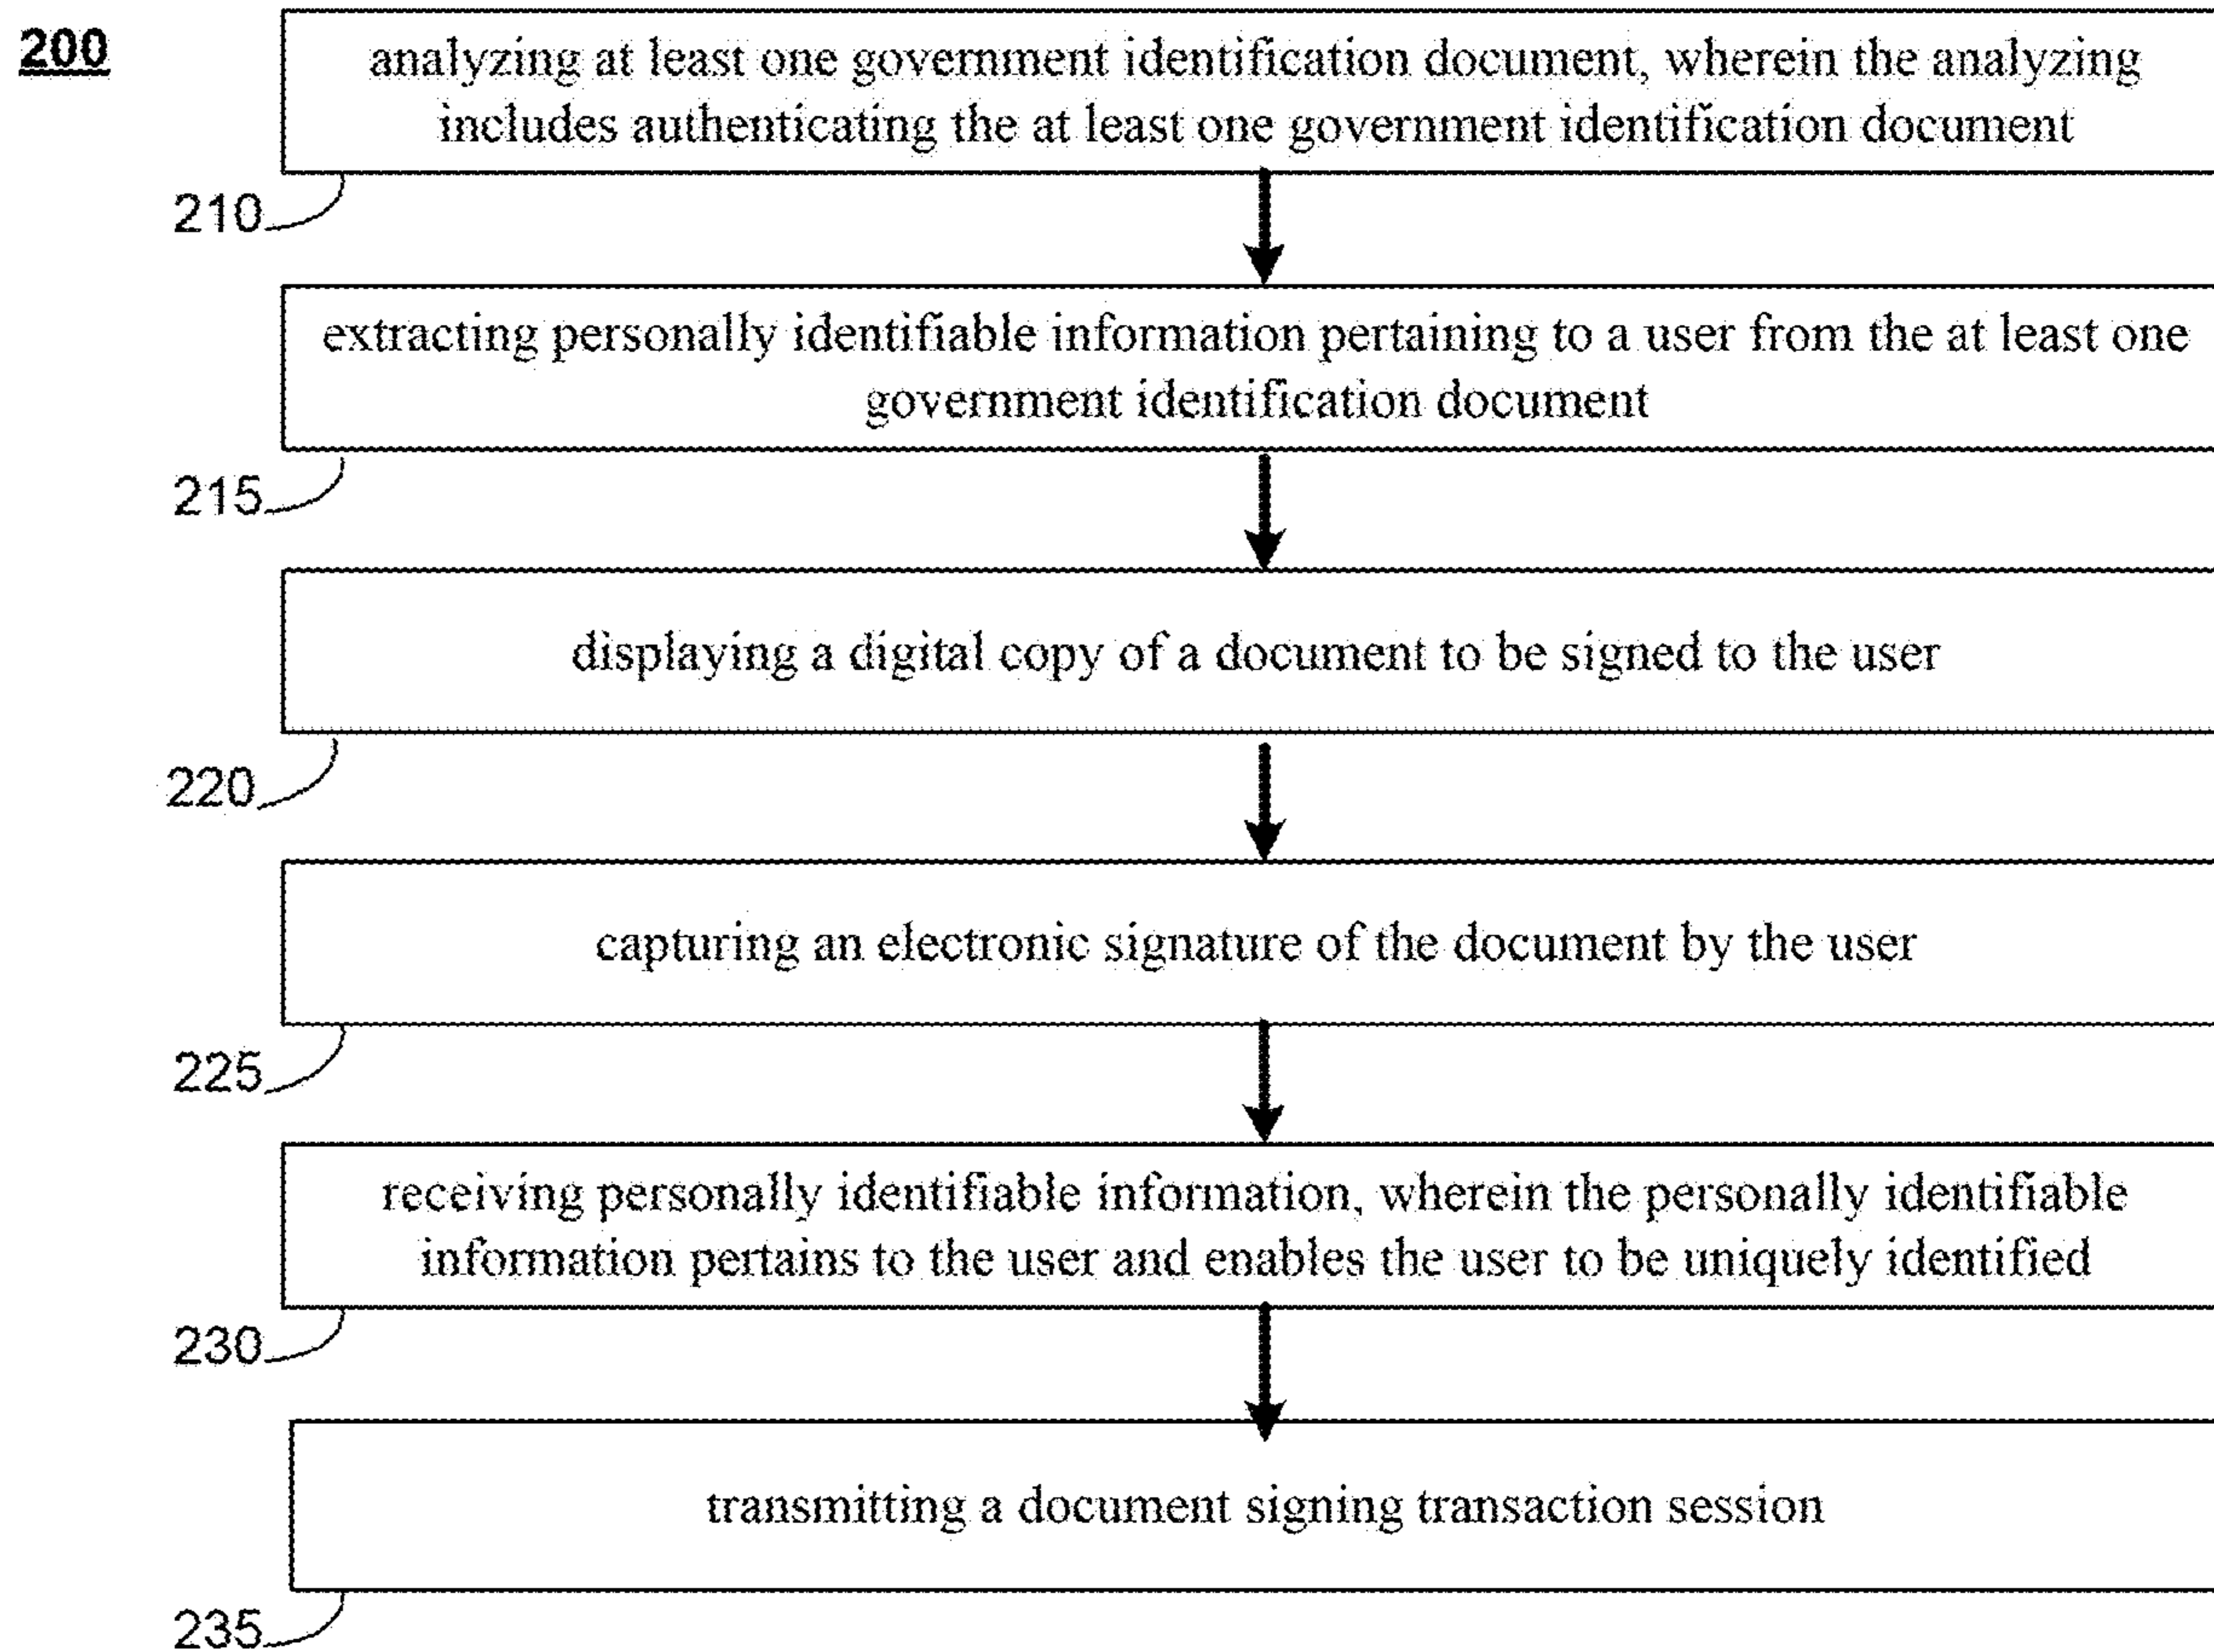 200
analyzing at least one government identification document, wherein the analyzing
includes authenticating the at least one government identification document
210
extracting personally identifiable information pertaining to a user from the at least one
government identification document
215
displaying a digital copy of a document to be signed to the user
220
capturing an electronic signature of the document by the user
225
receiving personally identifiable information, wherein the personally identifiable
information pertains to the user and enables the user to be uniquely identified
230
transmitting a document signing transaction session
235